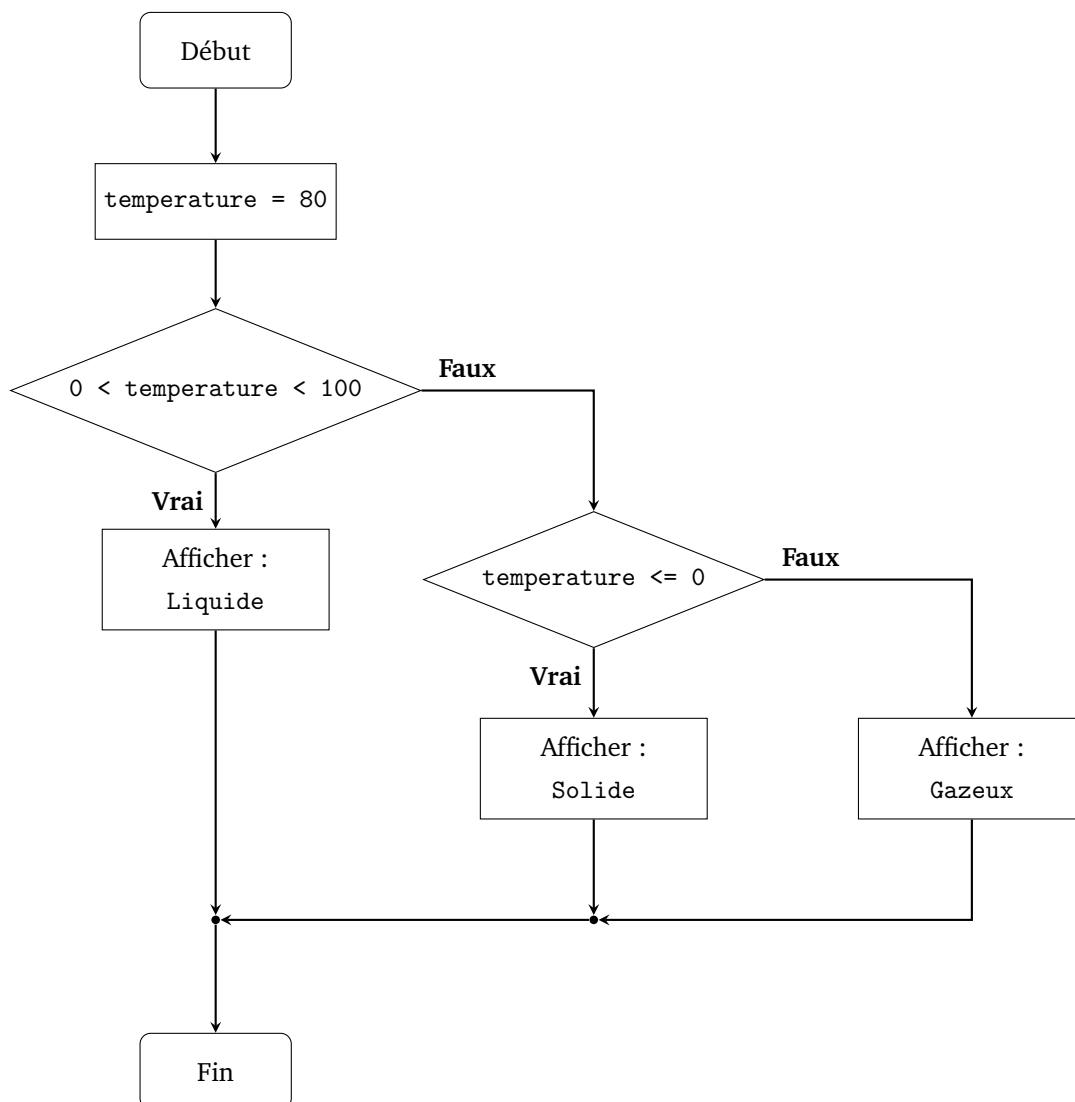 Début
temperature = 80
0 < temperature < 100
Faux
Vrai
Afficher :
Liquide
temperature <= 0
Faux
Vrai
Afficher :
Solide
Afficher :
Gazeux
Fin